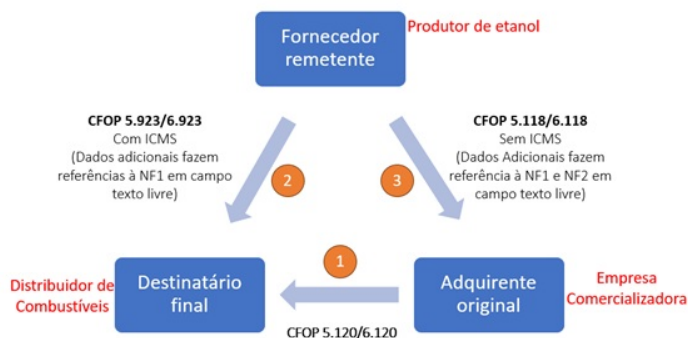 Fornecedor
remetente
Produtor de etanol
CFOP 5.923/6.923
Com ICMS
(Dados adicionais fazem
referências à NF1 em campo
texto livre)
CFOP 5.118/6.118
Sem ICMS
(Dados Adicionais fazem
referência à NF1 e NF2 em
campo texto livre)
2
3
1
Distribuidor de
Combustíveis
Destinatário
final
Adquirente
original
Empresa
Comercializadora
CFOP 5.120/6.120